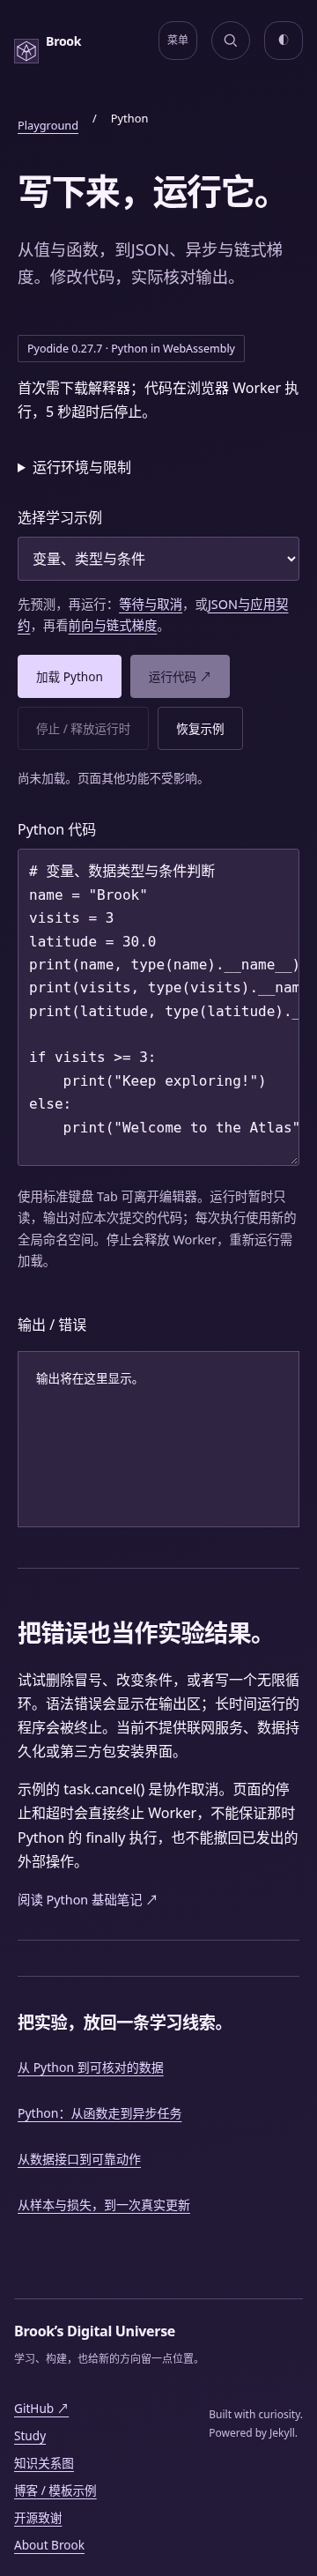 Brook
菜单
Playground / Python
写下来，运行它。
从值与函数，到JSON、异步与链式梯
度。修改代码，实际核对输出。
Pyodide 0.27.7 · Python in WebAssembly
首次需下载解释器；代码在浏览器 Worker 执
行，5 秒超时后停止。
▶ 运行环境与限制
选择学习示例
变量、类型与条件
先预测，再运行：等待与取消，或JSON与应用契
约，再看前向与链式梯度。
加载 Python
运行代码 ↗
停止 / 释放运行时
恢复示例
尚未加载。页面其他功能不受影响。
Python 代码
# 变量、数据类型与条件判断
name = "Brook"
visits = 3
latitude = 30.0
print(name, type(name).__name__)
print(visits, type(visits).__nam
print(latitude, type(latitude)._
if visits >= 3:
    print("Keep exploring!")
else:
    print("Welcome to the Atlas"
使用标准键盘 Tab 可离开编辑器。运行时暂时只
读，输出对应本次提交的代码；每次执行使用新的
全局命名空间。停止会释放 Worker，重新运行需
加载。
输出 / 错误
输出将在这里显示。
把错误也当作实验结果。
试试删除冒号、改变条件，或者写一个无限循
环。语法错误会显示在输出区；长时间运行的
程序会被终止。当前不提供联网服务、数据持
久化或第三方包安装界面。
示例的 task.cancel() 是协作取消。页面的停
止和超时会直接终止 Worker，不能保证那时
Python 的 finally 执行，也不能撤回已发出的
外部操作。
阅读 Python 基础笔记 ↗
把实验，放回一条学习线索。
从 Python 到可核对的数据
Python：从函数走到异步任务
从数据接口到可靠动作
从样本与损失，到一次真实更新
Brook’s Digital Universe
学习、构建，也给新的方向留一点位置。
GitHub ↗
Study
知识关系图
博客 / 模板示例
开源致谢
About Brook
Built with curiosity.
Powered by Jekyll.